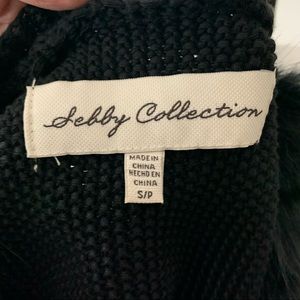 Sebby Collection
MADE IN
CHINA
HECHO EN
CHINA
S/P